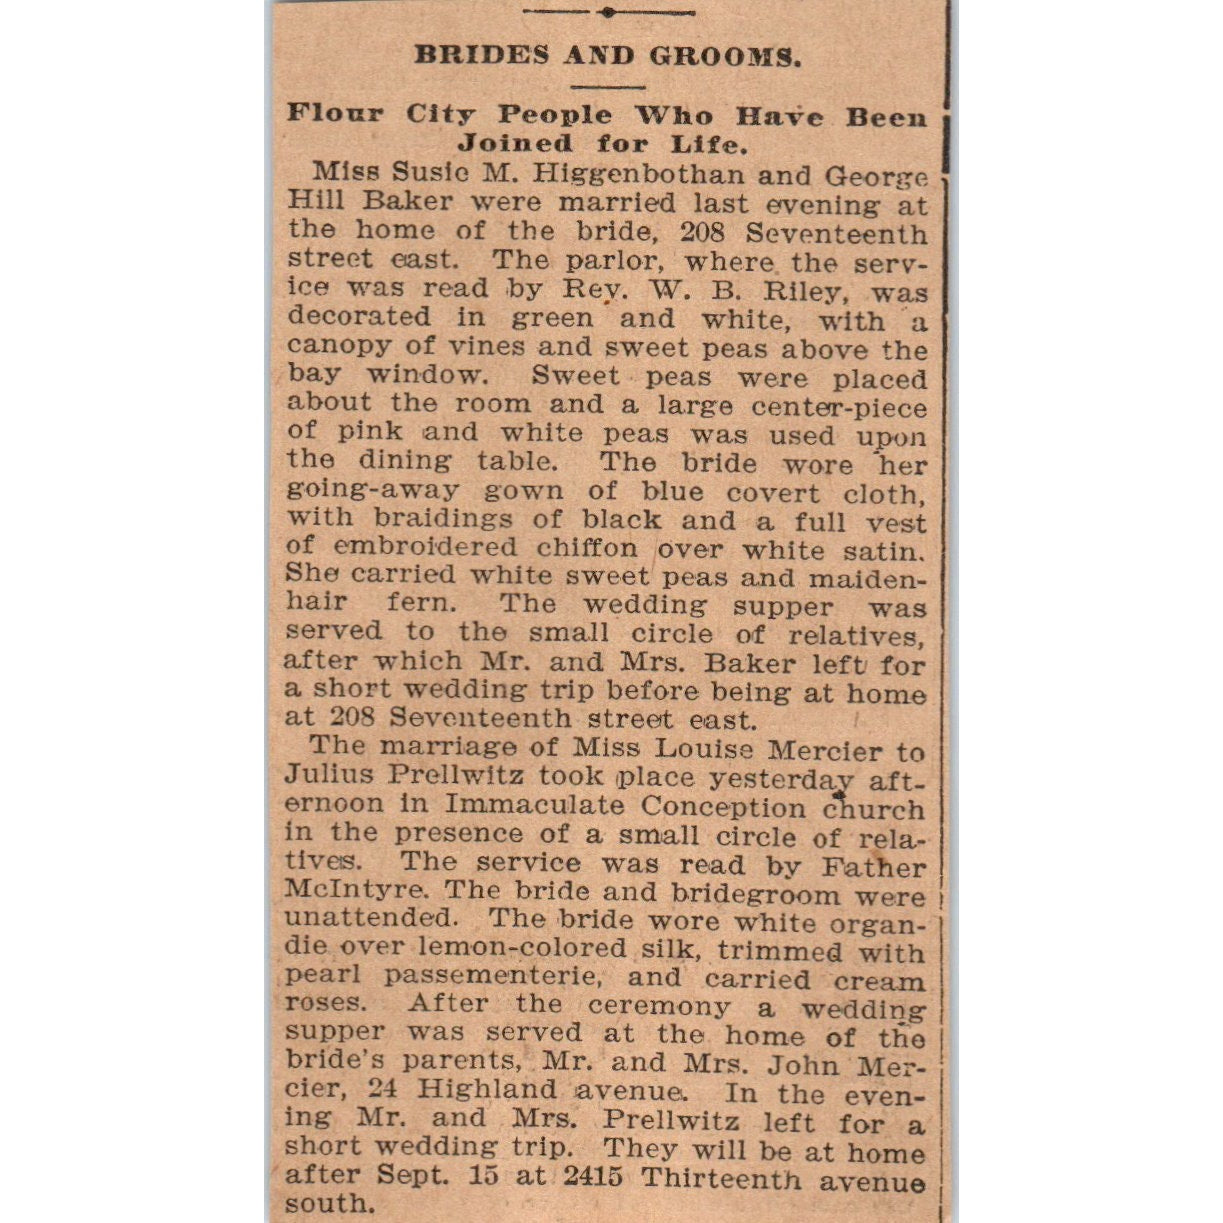 BRIDES AND GROOMS.
Flour City People Who Have Been
Joined for Life.
Miss Susie M. Higgenbothan and George
Hill Baker were married last evening at
the home of the bride, 208 Seventeenth
street east. The parlor, where the serv-
ice was read by Rev. W. B. Riley, was
decorated in green and white, with a
canopy of vines and sweet peas above the
bay window. Sweet peas were placed
about the room and a large center-piece
of pink and white peas was used upon
the dining table. The bride wore her
going-away gown of blue covert cloth,
with braidings of black and a full vest
of embroidered chiffon over white satin.
She carried white sweet peas and maiden-
hair fern. The wedding supper was
served to the small circle of relatives,
after which Mr. and Mrs. Baker left for
a short wedding trip before being at home
at 208 Seventeenth street east.
The marriage of Miss Louise Mercier to
Julius Prellwitz took place yesterday aft-
ernoon in Immaculate Conception church
in the presence of a small circle of rela-
tives. The service was read by Father
McIntyre. The bride and bridegroom were
unattended. The bride wore white organ-
die over lemon-colored silk, trimmed with
pearl passementerie, and carried cream
roses. After the ceremony a wedding
supper was served at the home of the
bride's parents, Mr. and Mrs. John Mer-
cier, 24 Highland avenue. In the even-
ing Mr. and Mrs. Prellwitz left for a
short wedding trip. They will be at home
after Sept. 15 at 2415 Thirteenth avenue
south.